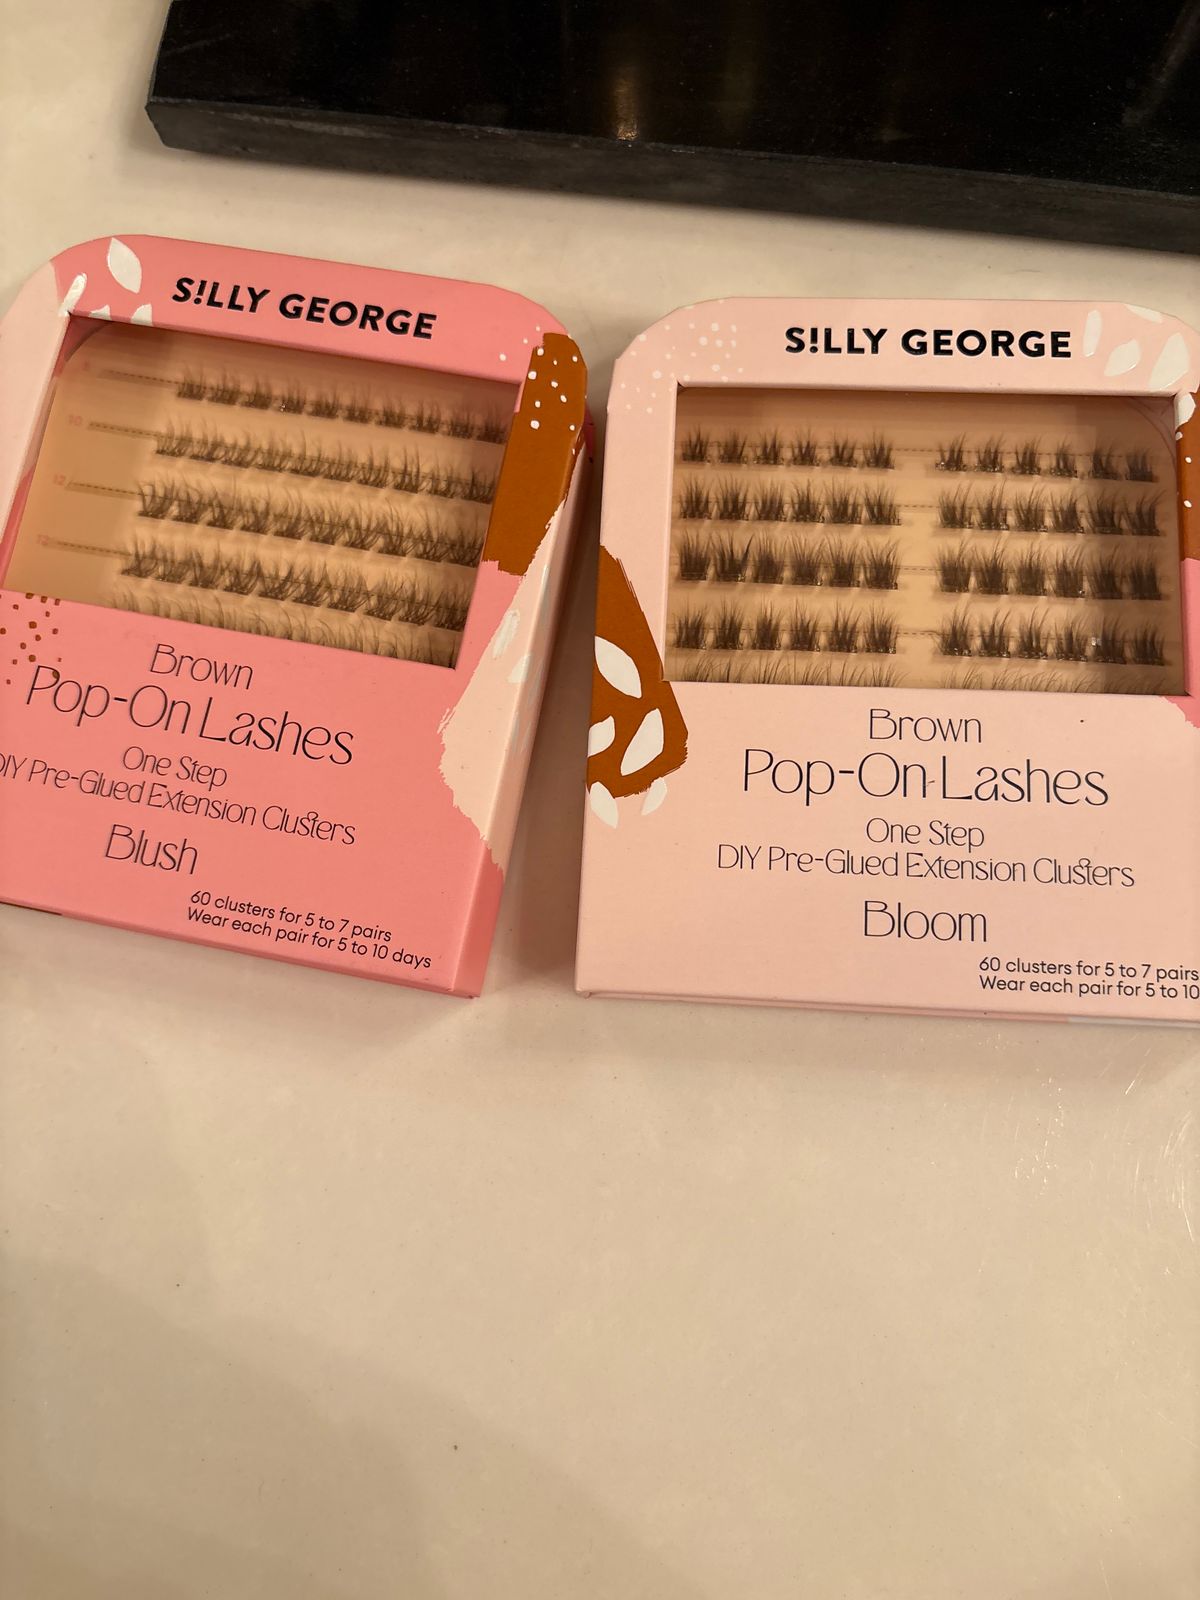 S!LLY GEORGE
10
12
Brown
Pop-On Lashes
One Step
DIY Pre-Glued Extension Clusters
Blush
60 clusters for 5 to 7 pairs
Wear each pair for 5 to 10 days
S!LLY GEORGE
Brown
Pop-On Lashes
One Step
DIY Pre-Glued Extension Clusters
Bloom
60 clusters for 5 to 7 pairs
Wear each pair for 5 to 10